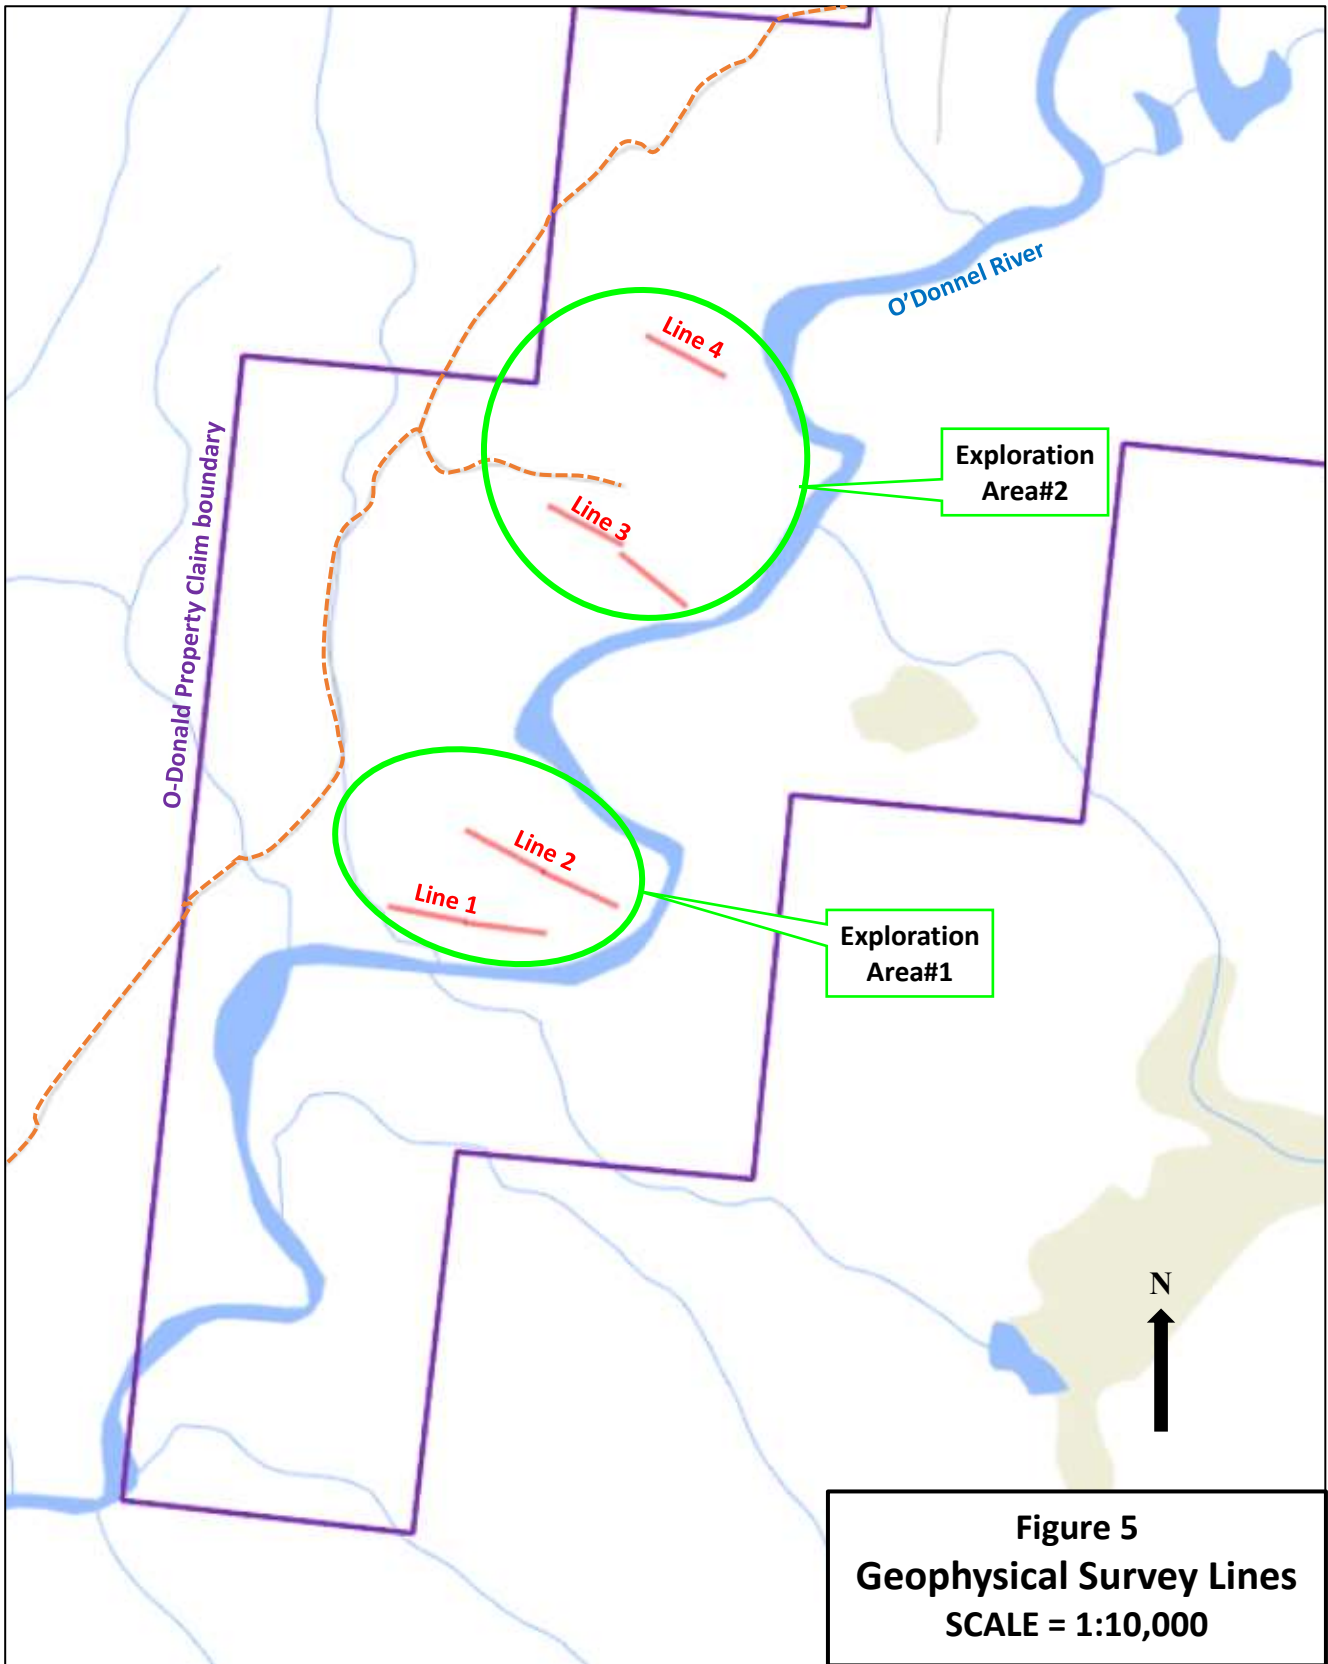 O'Donnel River
Line 4
Exploration
Area#2
O-Donald Property Claim boundary
Line 3
Line 2
Line 1
Exploration
Area#1
N
Figure 5
Geophysical Survey Lines
SCALE = 1:10,000